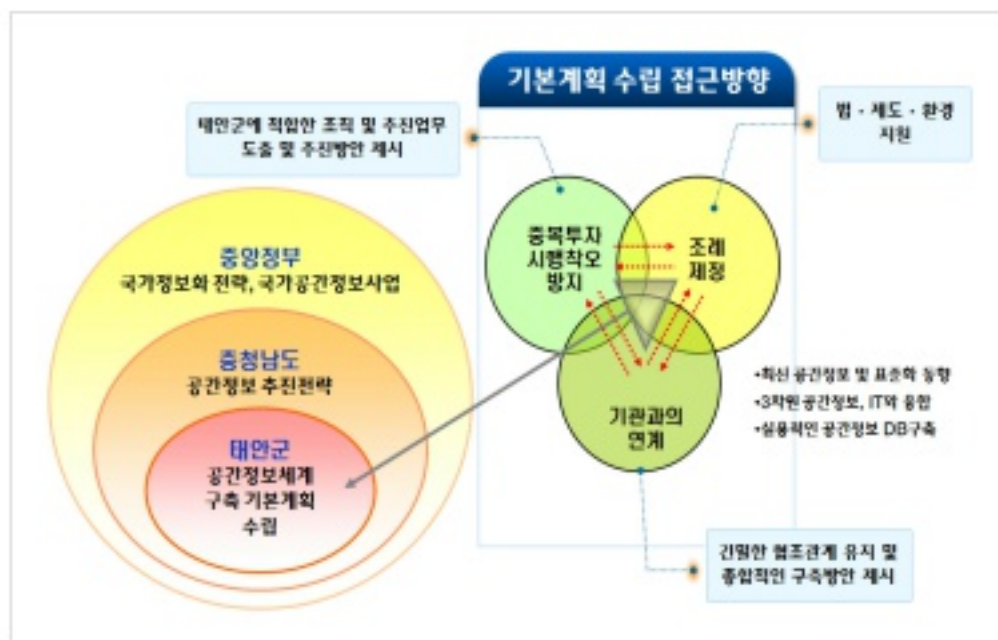 기본계획 수립 접근방향
태안군에 적합한 조직 및 추진업무
도출 및 추진방안 제시
법 · 제도 · 환경
지원
중복투자
시행착오
방지
조례
제정
기관과의
연계
중앙정부
국가정보화 전략, 국가공간정보사업
충청남도
공간정보 추진전략
태안군
공간정보체계
구축 기본계획
수립
•최신 공간정보 및 표준화 동향
•3차원 공간정보, IT와 융합
•실용적인 공간정보 DB구축
긴밀한 협조관계 유지 및
종합적인 구축방안 제시